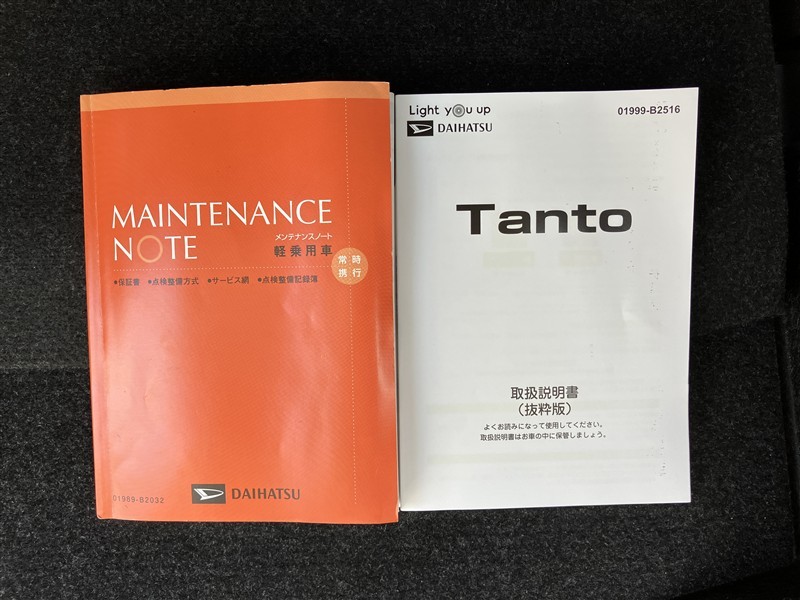 MAINTENANCE
NOTE
メンテナンスノート
軽乗用車
常・時
携・行
●保証書 ●点検整備方式 ●サービス網 ●点検整備記録簿
DAIHATSU
01989-B2032
Light you up
DAIHATSU
01999-B2516
Tanto
取扱説明書
（抜粋版）
よくお読みになって使用してください。
取扱説明書はお車の中に保管しましょう。